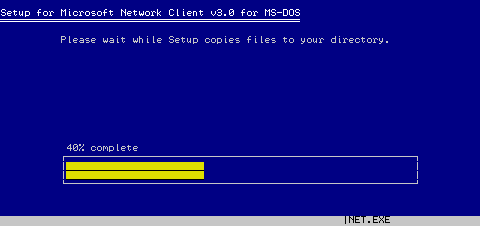 Setup for Microsoft Network Client v3.0 for MS-DOS
Please wait while Setup copies files to your directory.
40% complete
|NET.EXE